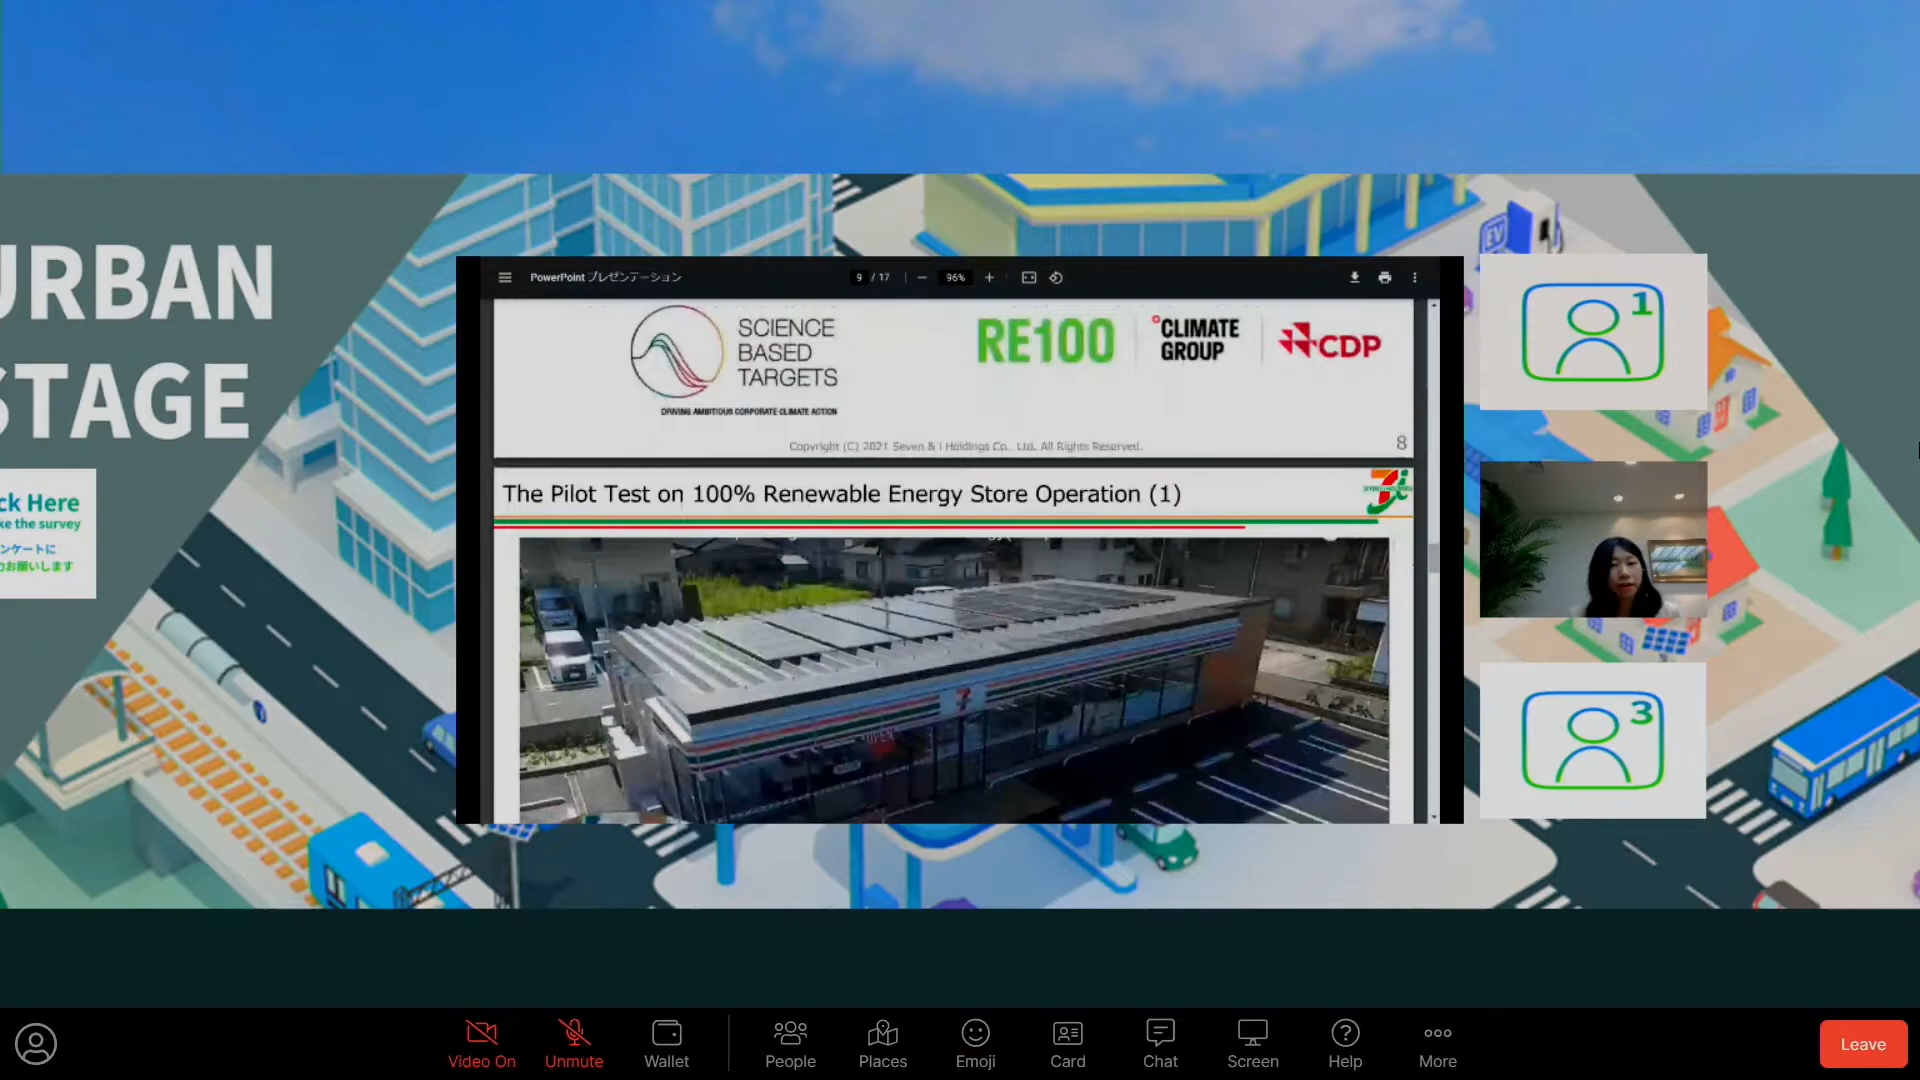 URBAN
STAGE
ck Here
ke the survey
ンケートに
力お願いします
PowerPoint プレゼンテーション
9 / 17
96%
SCIENCE
BASED
TARGETS
DRIVING AMBITIOUS CORPORATE CLIMATE ACTION
RE100
°CLIMATE
GROUP
CDP
Copyright (C) 2021 Seven & i Holdings Co., Ltd. All Rights Reserved.
8
The Pilot Test on 100% Renewable Energy Store Operation (1)
OPEN
EV
1
3
Video On
Unmute
Wallet
People
Places
Emoji
Card
Chat
Screen
Help
More
Leave